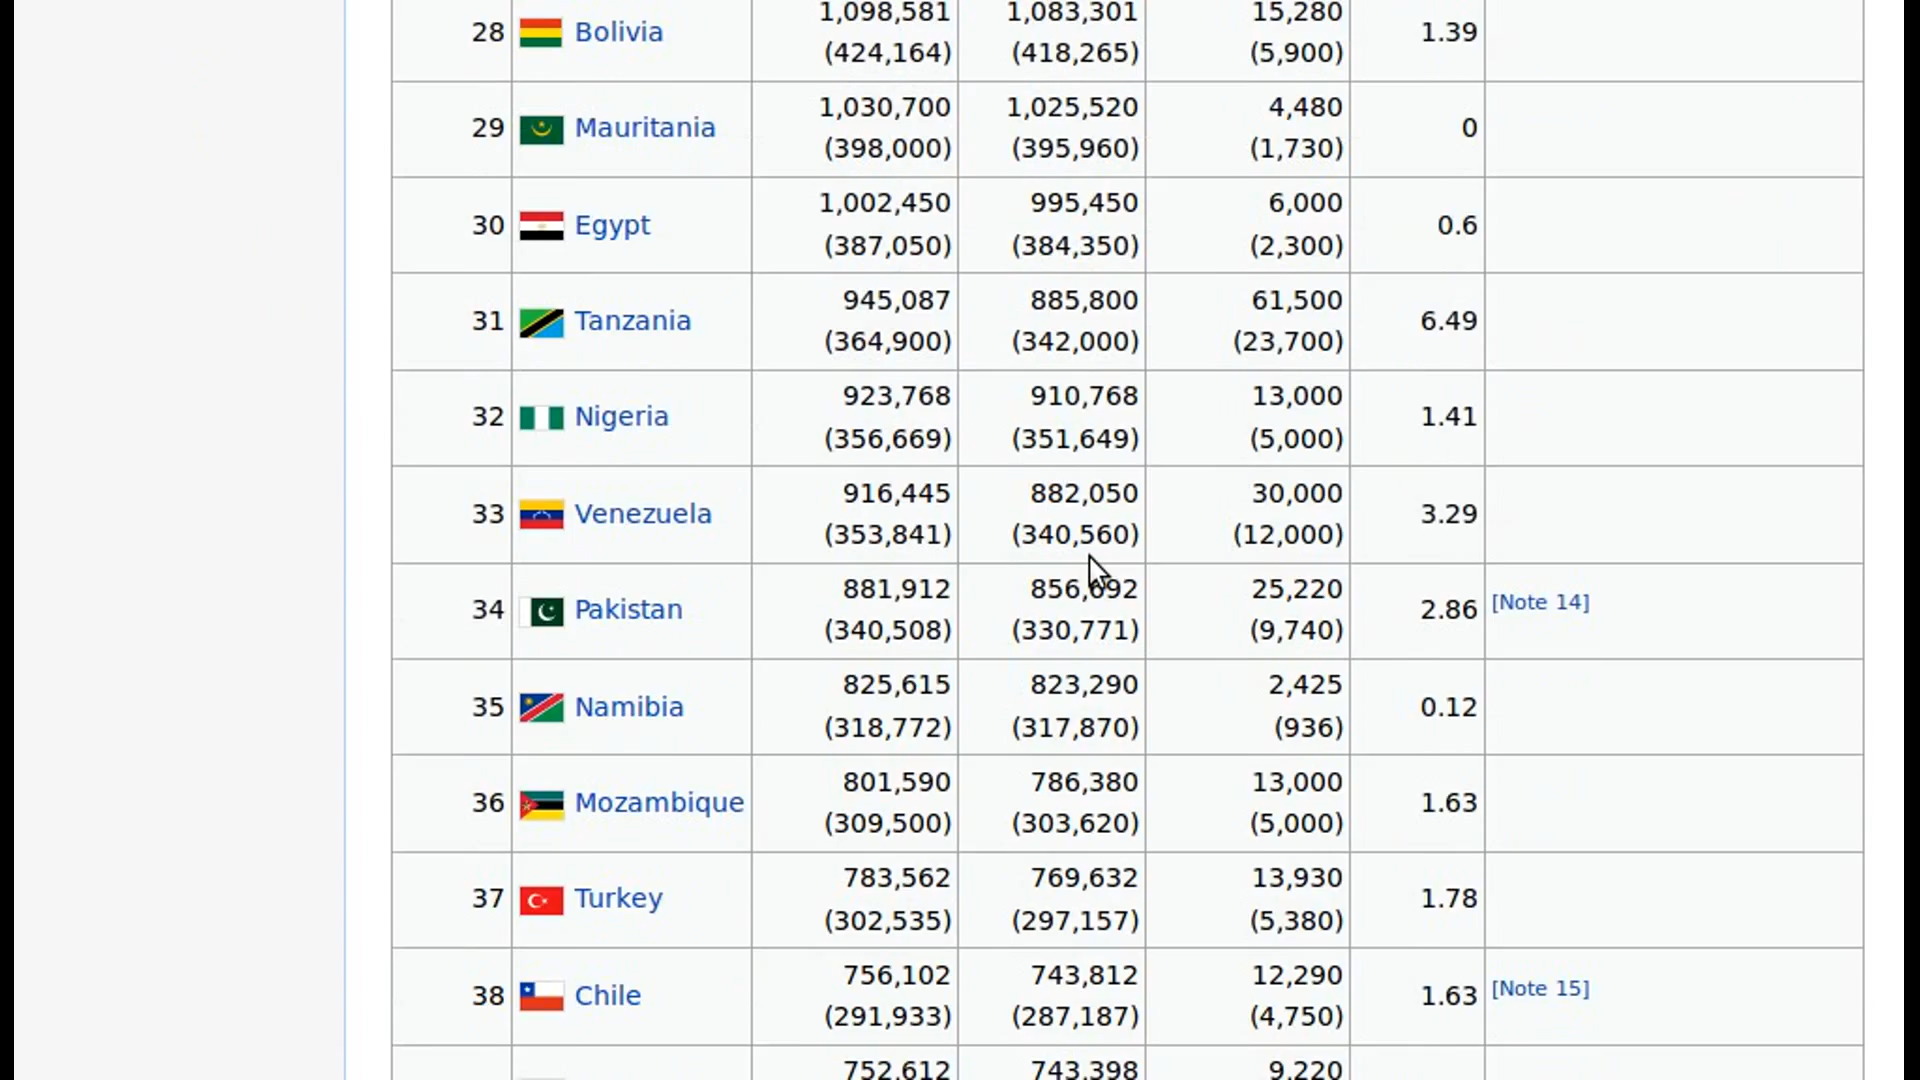 28 Bolivia 1,098,581 1,083,301 15,280 1.39
(424,164) (418,265) (5,900)
29 Mauritania 1,030,700 1,025,520 4,480 0
(398,000) (395,960) (1,730)
30 Egypt 1,002,450 995,450 6,000 0.6
(387,050) (384,350) (2,300)
31 Tanzania 945,087 885,800 61,500 6.49
(364,900) (342,000) (23,700)
32 Nigeria 923,768 910,768 13,000 1.41
(356,669) (351,649) (5,000)
33 Venezuela 916,445 882,050 30,000 3.29
(353,841) (340,560) (12,000)
34 Pakistan 881,912 856,692 25,220 2.86 [Note 14]
(340,508) (330,771) (9,740)
35 Namibia 825,615 823,290 2,425 0.12
(318,772) (317,870) (936)
36 Mozambique 801,590 786,380 13,000 1.63
(309,500) (303,620) (5,000)
37 Turkey 783,562 769,632 13,930 1.78
(302,535) (297,157) (5,380)
38 Chile 756,102 743,812 12,290 1.63 [Note 15]
(291,933) (287,187) (4,750)
752,612 743,398 9,220